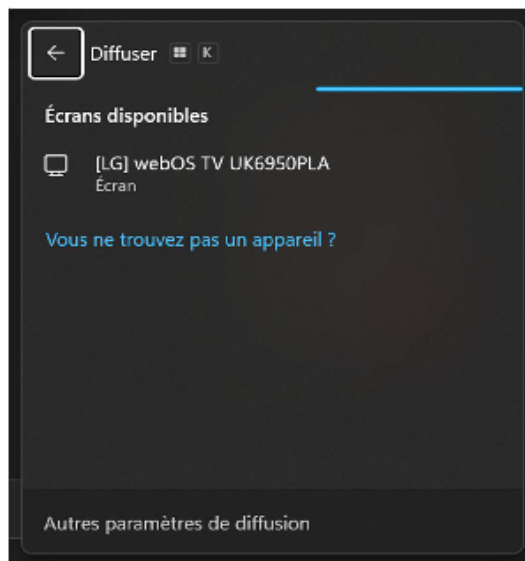 Diffuser K
Écrans disponibles
[LG] webOS TV UK6950PLA
Écran
Vous ne trouvez pas un appareil ?
Autres paramètres de diffusion